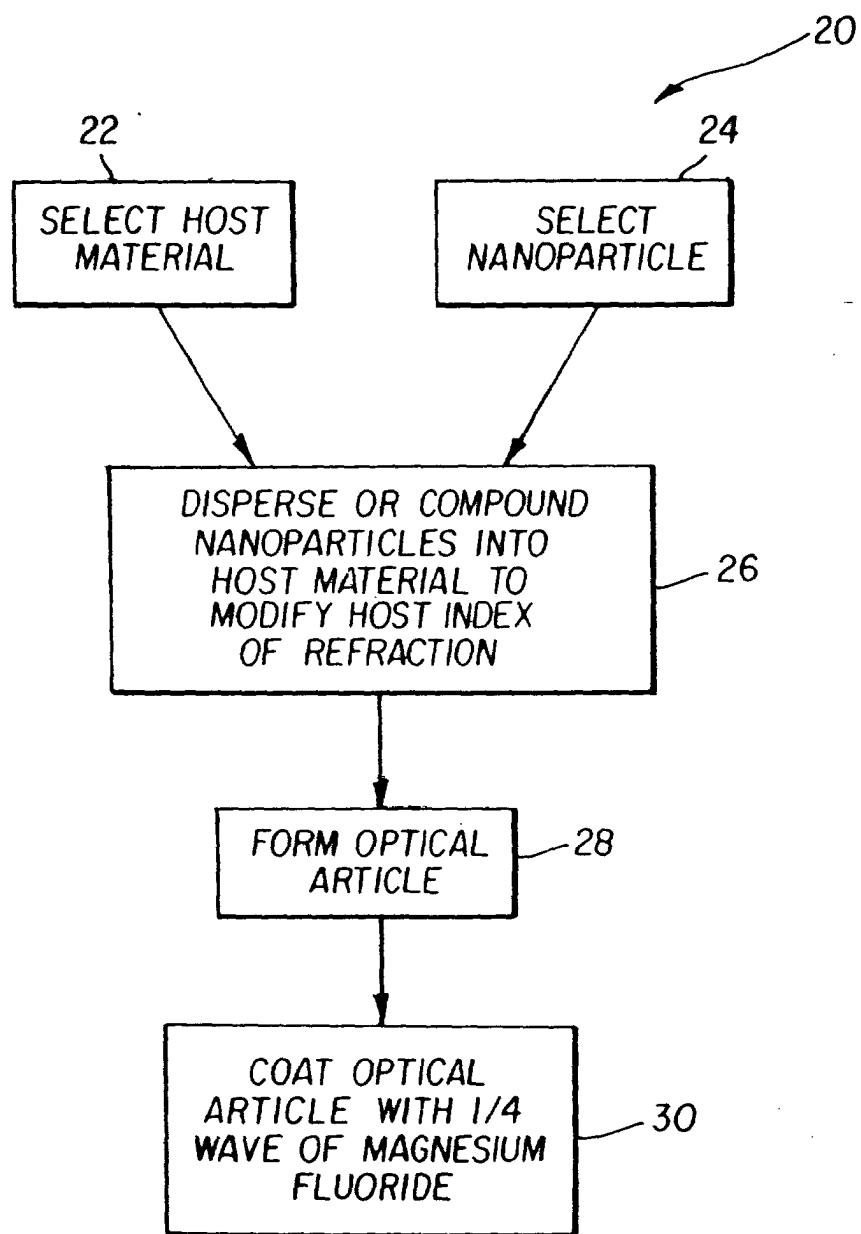 20
22
24
SELECT HOST
MATERIAL
SELECT
NANOPARTICLE
DISPERSE OR COMPOUND
NANOPARTICLES INTO
HOST MATERIAL TO
MODIFY HOST INDEX
OF REFRACTION
26
FORM OPTICAL
ARTICLE
28
COAT OPTICAL
ARTICLE WITH 1/4
WAVE OF MAGNESIUM
FLUORIDE
30